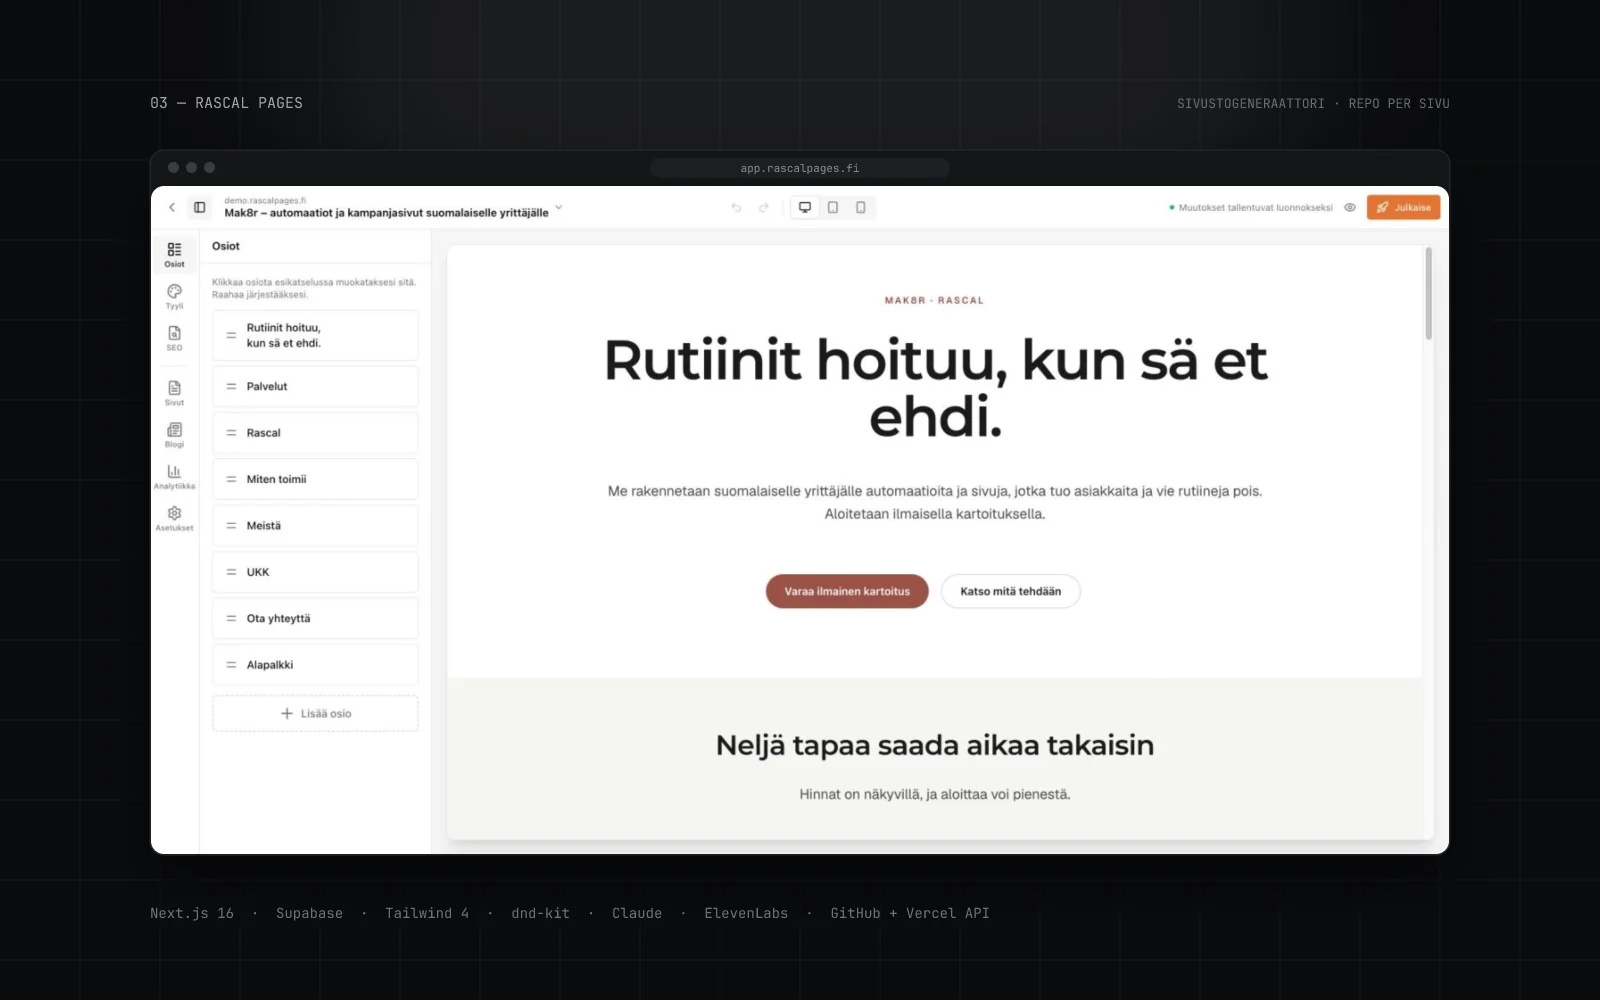 03 — RASCAL PAGES
SIVUSTOGENERAATTORI · REPO PER SIVU
app.rascalpages.fi
demo.rascalpages.fi
Mak8r – automaatiot ja kampanjasivut suomalaiselle yrittäjälle
Muutokset tallentuvat luonnokseksi
Julkaise
Osiot
Tyyli
SEO
Sivut
Blogi
Analytiikka
Asetukset
Osiot
Klikkaa osiota esikatselussa muokataksesi sitä.
Raahaa järjestääksesi.
Rutiinit hoituu,
kun sä et ehdi.
Palvelut
Rascal
Miten toimii
Meistä
UKK
Ota yhteyttä
Alapalkki
Lisää osio
MAK8R · RASCAL
Rutiinit hoituu, kun sä et
ehdi.
Me rakennetaan suomalaiselle yrittäjälle automaatioita ja sivuja, jotka tuo asiakkaita ja vie rutiineja pois.
Aloitetaan ilmaisella kartoituksella.
Varaa ilmainen kartoitus
Katso mitä tehdään
Neljä tapaa saada aikaa takaisin
Hinnat on näkyvillä, ja aloittaa voi pienestä.
Next.js 16 · Supabase · Tailwind 4 · dnd-kit · Claude · ElevenLabs · GitHub + Vercel API